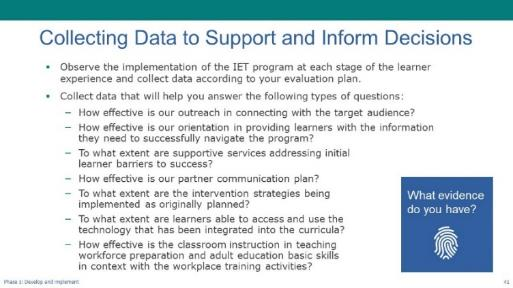 Collecting Data to Support and Inform Decisions
• Observe the implementation of the IET program at each stage of the learner
experience and collect data according to your evaluation plan.
• Collect data that will help you answer the following types of questions:
– How effective is our outreach in connecting with the target audience?
– How effective is our orientation in providing learners with the information
they need to successfully navigate the program?
– To what extent are supportive services addressing initial
learner barriers to success?
– How effective is our partner communication plan?
– To what extent are the intervention strategies being
implemented as originally planned?
– To what extent are learners able to access and use the
technology that has been integrated into the curricula?
– How effective is the classroom instruction in teaching
workforce preparation and adult education basic skills
in context with the workplace training activities?
What evidence
do you have?
Phase 3: Develop and Implement
41